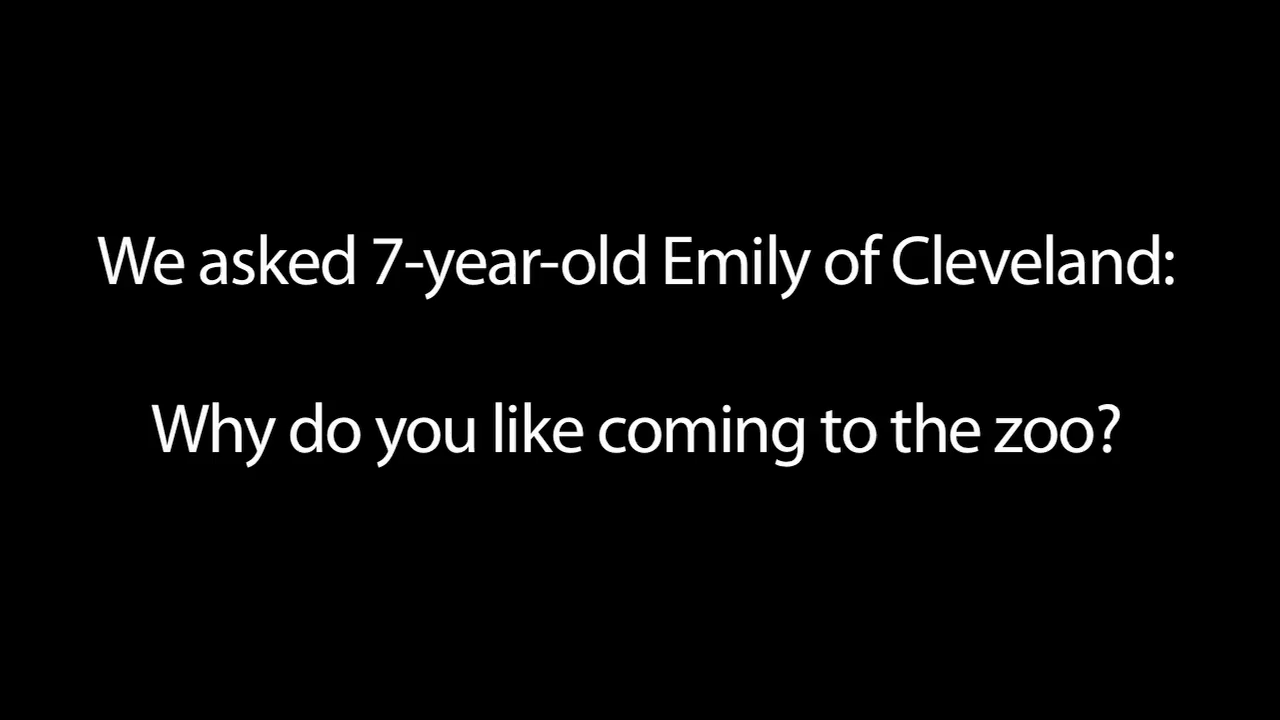 We asked 7-year-old Emily of Cleveland:
Why do you like coming to the zoo?